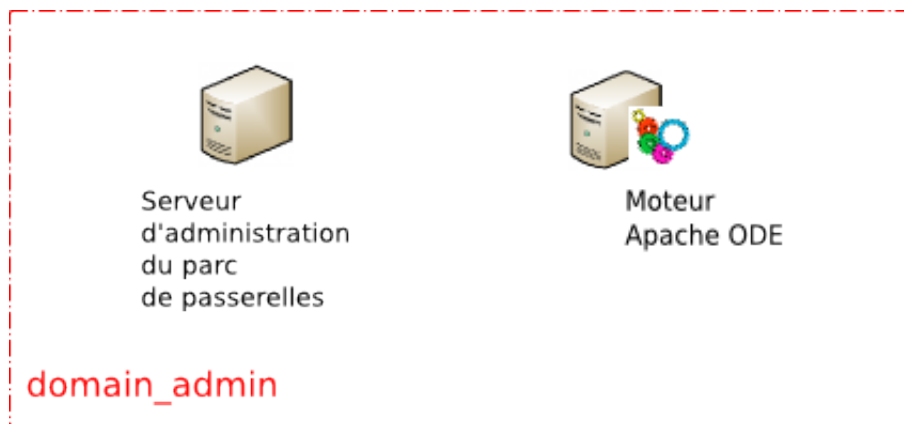 Serveur
d'administration
du parc
de passerelles
Moteur
Apache ODE
domain_admin